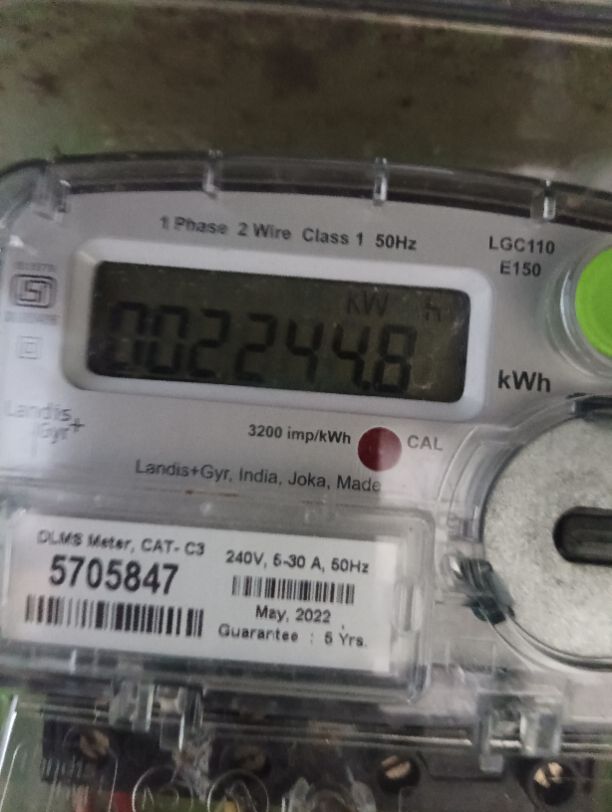 1 Phase 2 Wire Class 1 50Hz
LGC110
E150
kW h
002244.8
kWh
Landis+
Gyr+
3200 imp/kWh
CAL
Landis+Gyr, India, Joka, Made
DLMS Meter, CAT- C3
5705847
240V, 5-30 A, 50Hz
May, 2022
Guarantee : 5 Yrs.